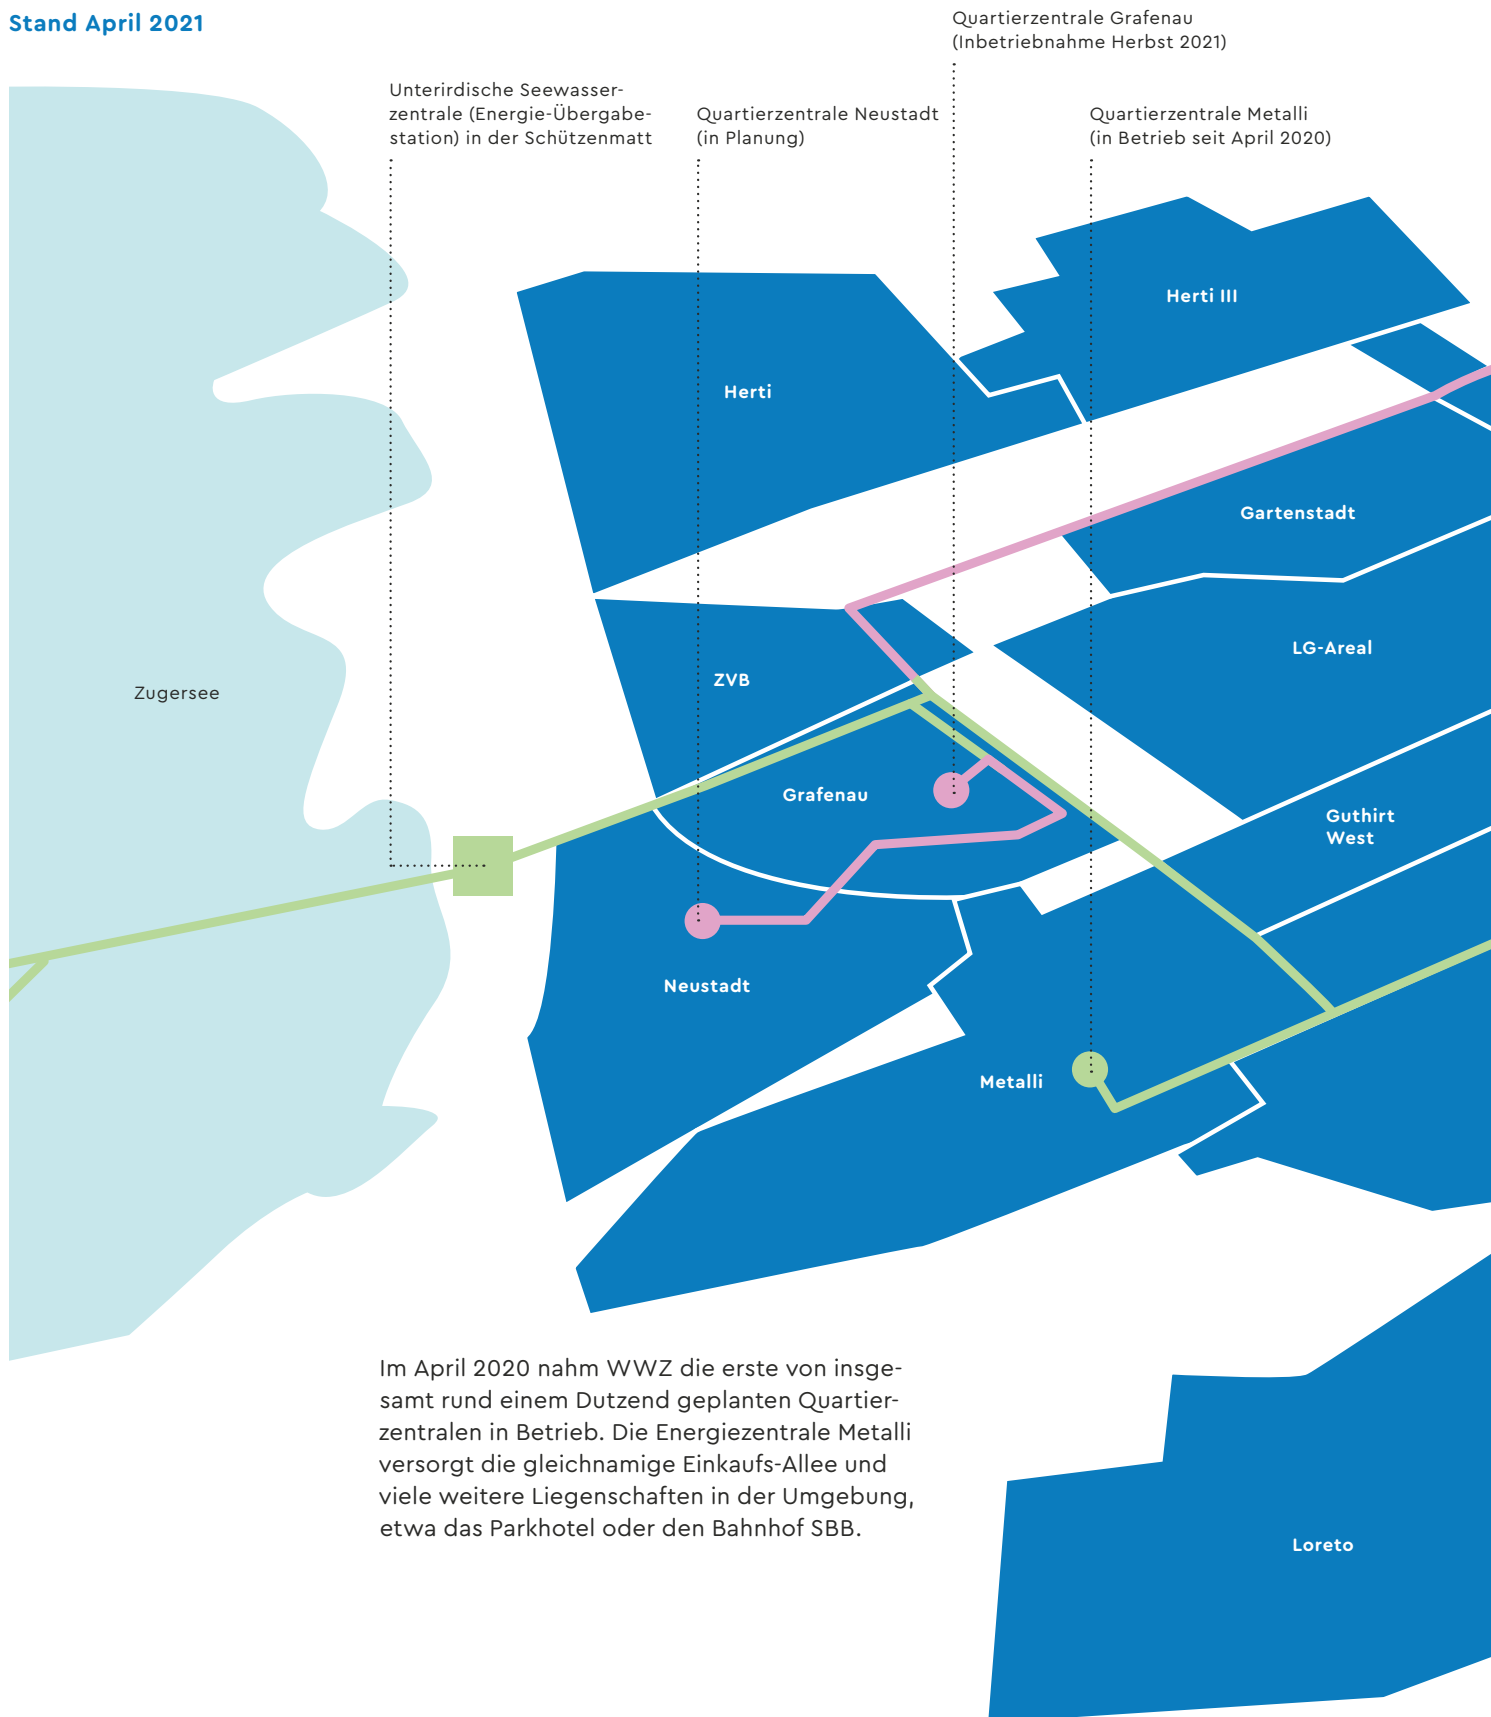 Stand April 2021
Quartierzentrale Grafenau
(Inbetriebnahme Herbst 2021)
Unterirdische Seewasser-
zentrale (Energie-Übergabe-
station) in der Schützenmatt
Quartierzentrale Neustadt
(in Planung)
Quartierzentrale Metalli
(in Betrieb seit April 2020)
Herti III
Herti
Gartenstadt
LG-Areal
ZVB
Zugersee
Grafenau
Guthirt
West
Neustadt
Metalli
Im April 2020 nahm WWZ die erste von insge-
samt rund einem Dutzend geplanten Quartier-
zentralen in Betrieb. Die Energiezentrale Metalli
versorgt die gleichnamige Einkaufs-Allee und
viele weitere Liegenschaften in der Umgebung,
etwa das Parkhotel oder den Bahnhof SBB.
Loreto